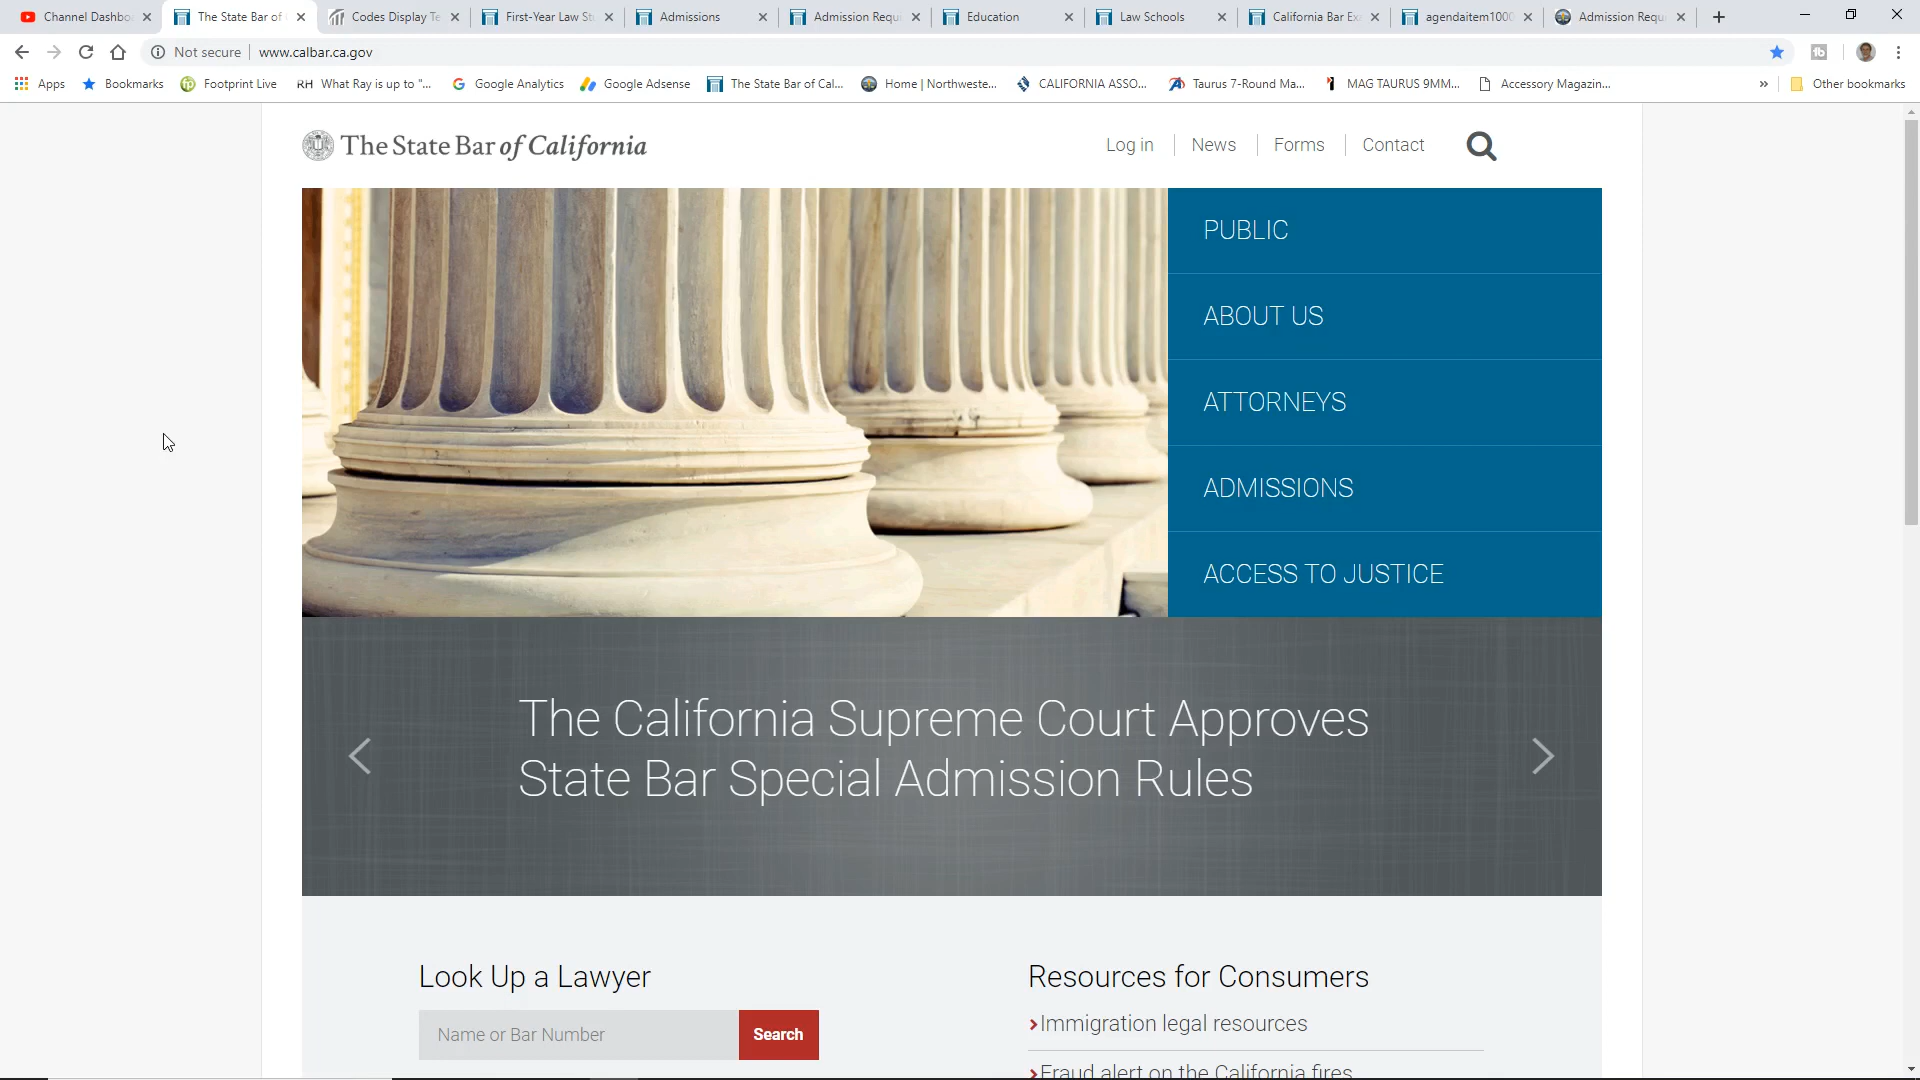 Channel Dashbo
The State Bar of
Codes Display Te
First-Year Law St
Admissions
Admission Requ
Education
Law Schools
California Bar Ex
agendaitem1000
Admission Requ
Not secure
www.calbar.ca.gov
Apps
Bookmarks
Footprint Live
RH What Ray is up to "...
Google Analytics
Google Adsense
The State Bar of Cal...
Home | Northweste...
CALIFORNIA ASSO...
Taurus 7-Round Ma...
MAG TAURUS 9MM...
Accessory Magazin...
»
Other bookmarks
The State Bar of California
Log in
News
Forms
Contact
PUBLIC
ABOUT US
ATTORNEYS
ADMISSIONS
ACCESS TO JUSTICE
The California Supreme Court Approves
State Bar Special Admission Rules
Look Up a Lawyer
Name or Bar Number
Search
Resources for Consumers
Immigration legal resources
Fraud alert on the California fires